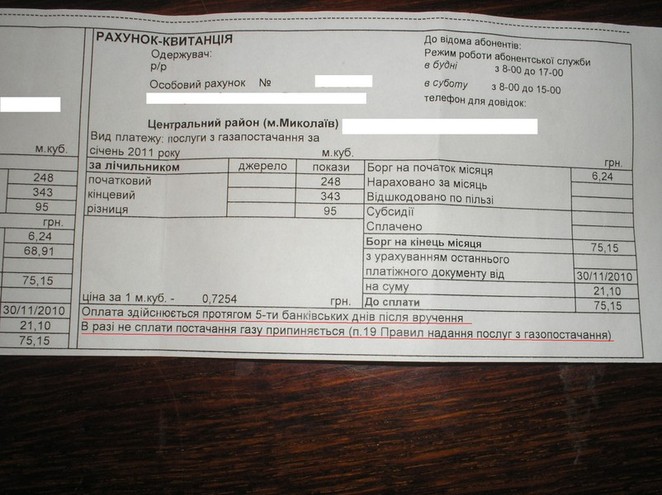 РАХУНОК-КВИТАНЦІЯ
Одержувач:
р/р
Особовий рахунок №
До відома абонентів:
Режим роботи абонентської служби
в будні з 8-00 до 17-00
в суботу з 8-00 до 15-00
телефон для довідок:
Центральний район (м.Миколаїв)
Вид платежу: послуги з газапостачання за
січень 2011 року м.куб.
за лічильником джерело покази
початковий 248
кінцевий 343
різниця 95
ціна за 1 м.куб. - 0,7254 грн.
грн.
Борг на початок місяця 6,24
Нараховано за місяць
Відшкодовано по пільзі
Субсидії
Сплачено
Борг на кінець місяця 75,15
з урахуванням останнього
платіжного документу від 30/11/2010
на суму 21,10
До сплати 75,15
Оплата здійснюється протягом 5-ти банківських днів після вручення
В разі не сплати постачання газу припиняється (п.19 Правил надання послуг з газопостачання)
м.куб.
248
343
95
грн.
6,24
68,91
75,15
30/11/2010
21,10
75,15